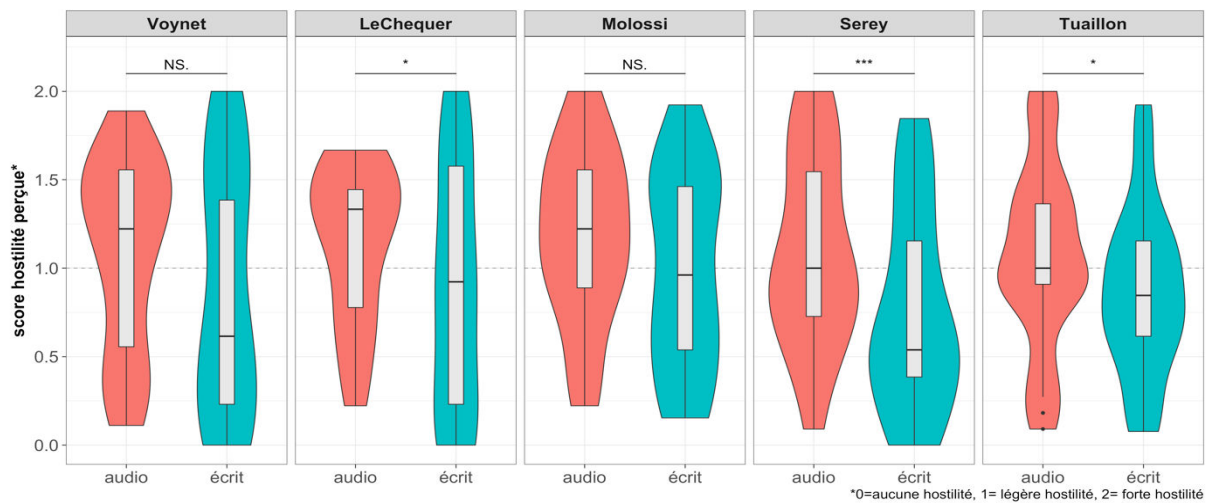 Voynet LeChequer Molossi Serey Tuaillon
NS. * NS. *** *
2.0
1.5
1.0
0.5
0.0
score hostilité perçue*
audio écrit audio écrit audio écrit audio écrit audio écrit
*0=aucune hostilité, 1= légère hostilité, 2= forte hostilité